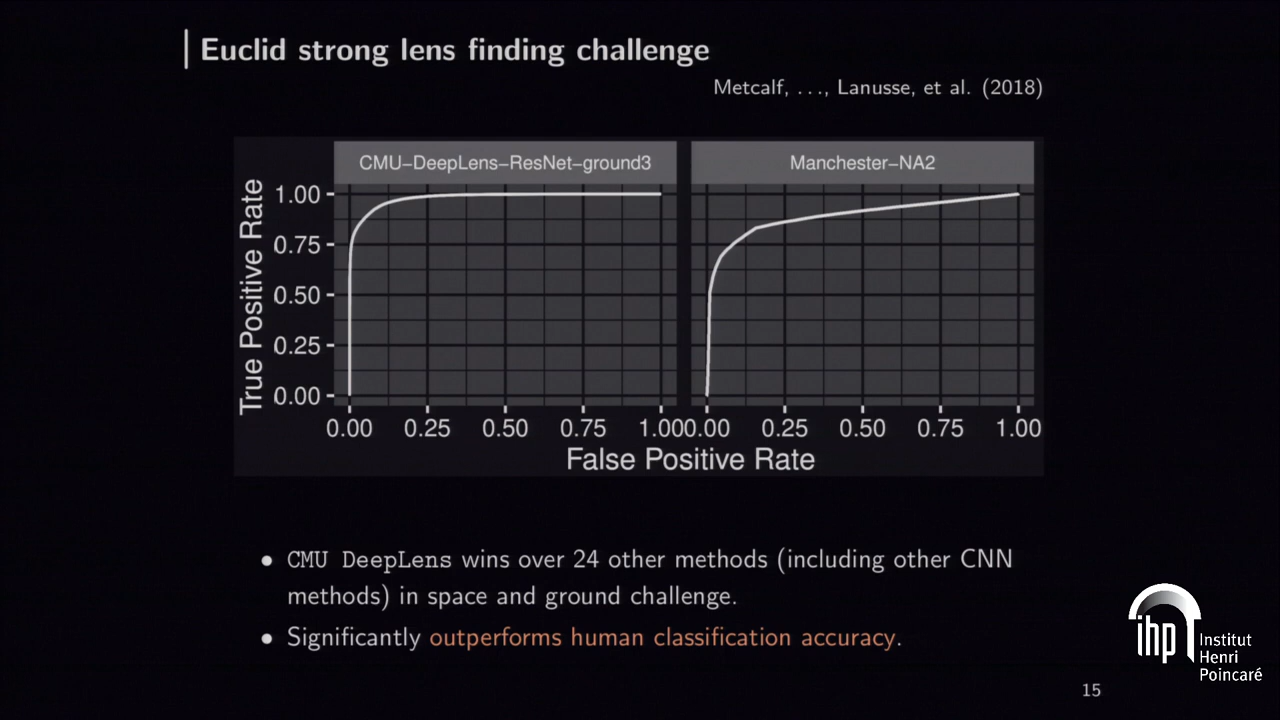 Euclid strong lens finding challenge
Metcalf, ..., Lanusse, et al. (2018)
CMU−DeepLens−ResNet−ground3
Manchester−NA2
True Positive Rate
1.00
0.75
0.50
0.25
0.00
0.00 0.25 0.50 0.75 1.00
0.00 0.25 0.50 0.75 1.00
False Positive Rate
• CMU DeepLens wins over 24 other methods (including other CNN
methods) in space and ground challenge.
• Significantly outperforms human classification accuracy.
ihp
Institut
Henri
Poincaré
15